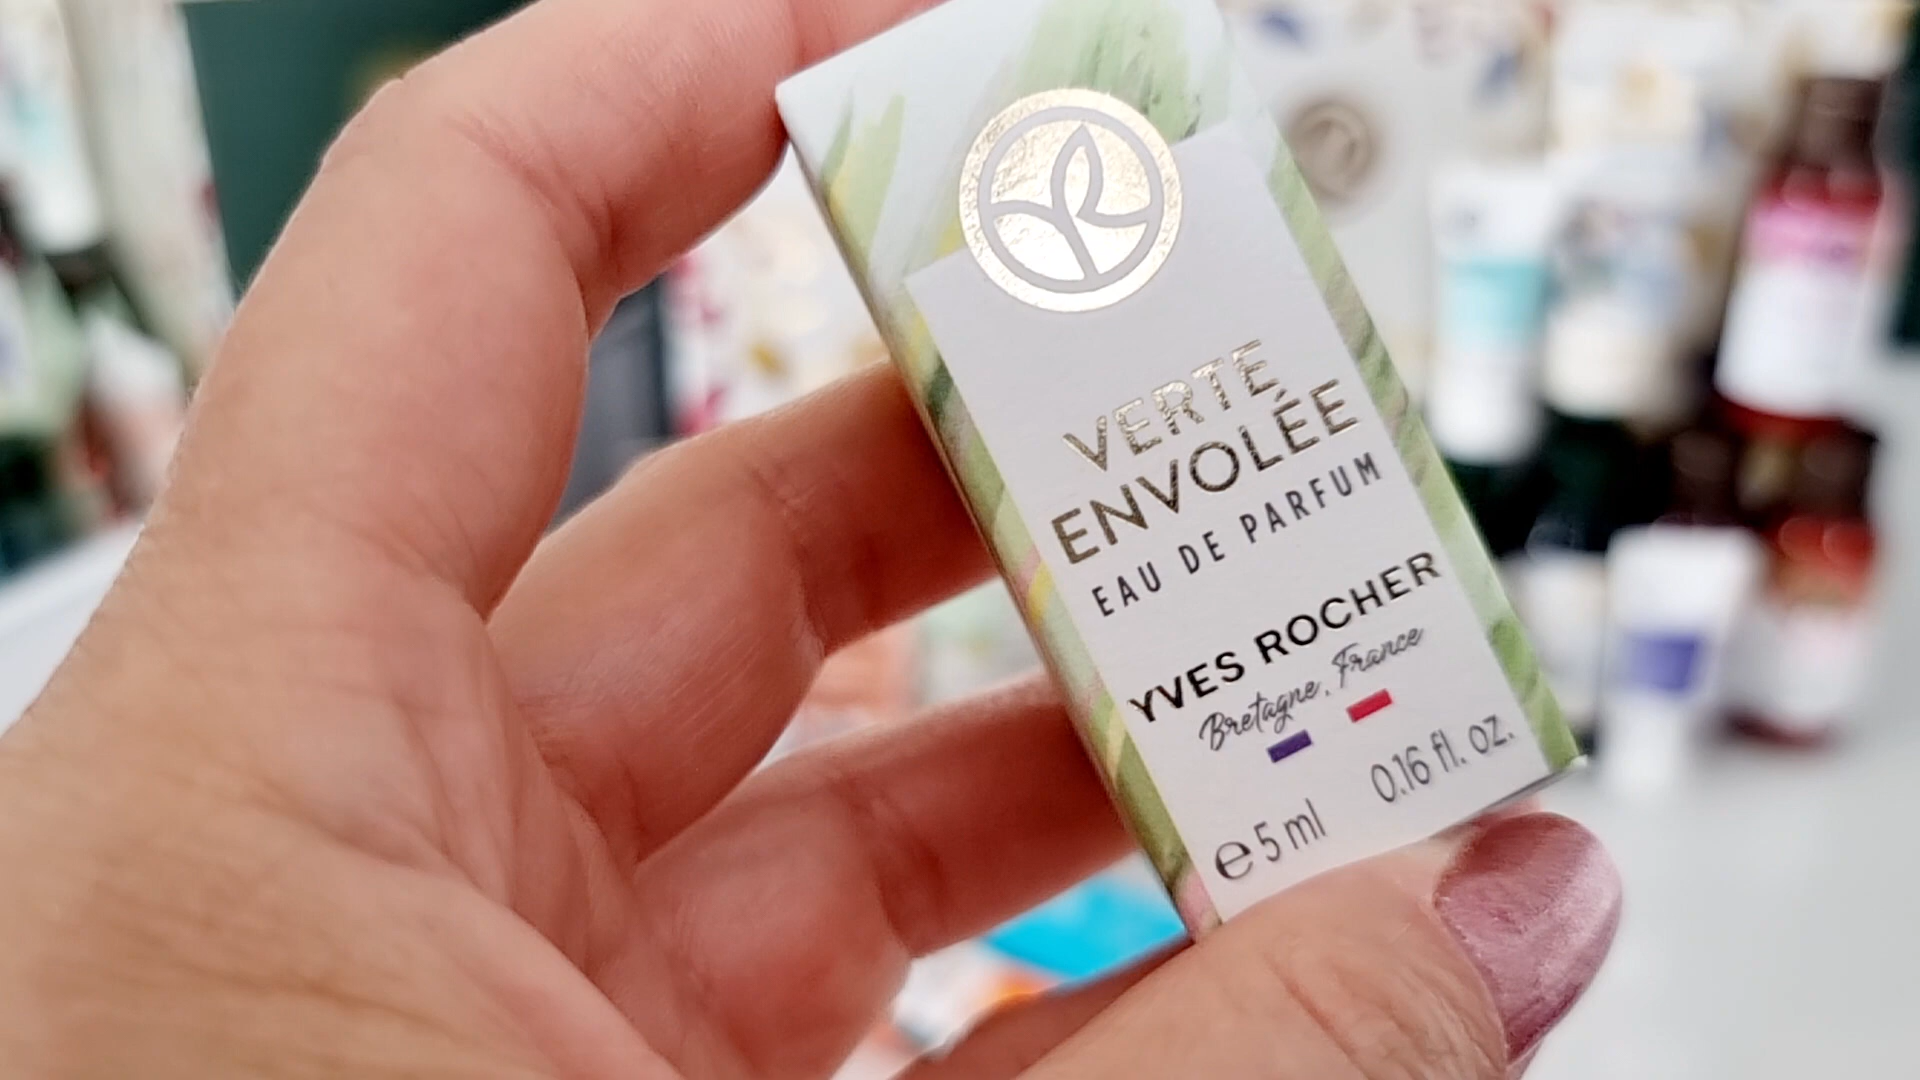 VERTE
ENVOLÉE
EAU DE PARFUM
YVES ROCHER
Bretagne, France
℮ 5 ml 0.16 fl. oz.